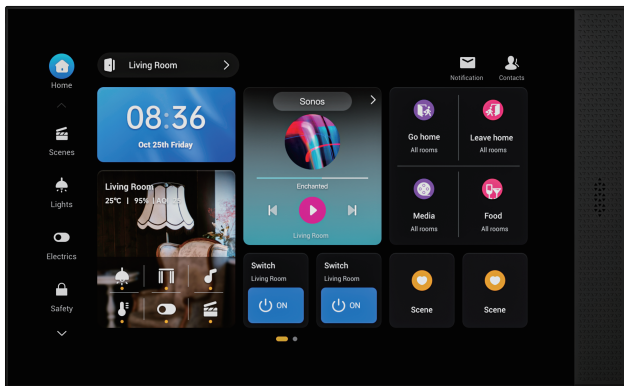 Living Room
Notification
Contacts
Home
Scenes
Lights
Electrics
Safety
08:36
Oct 25th Friday
Living Room
25°C | 95% |
Sonos
Enchanted
Living Room
Go home
All rooms
Leave home
All rooms
Media
All rooms
Food
All rooms
Switch
Living Room
ON
Switch
Living Room
ON
Scene
Scene